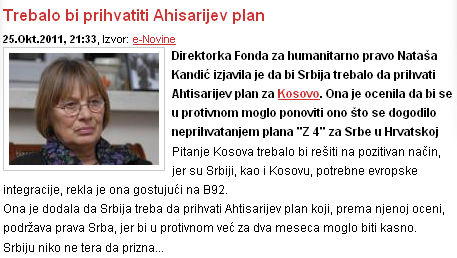 Trebalo bi prihvatiti Ahisarijev plan
25.Okt.2011, 21:33, Izvor: e-Novine
Direktorka Fonda za humanitarno pravo Nataša
Kandić izjavila je da bi Srbija trebalo da prihvati
Ahtisarijev plan za Kosovo. Ona je ocenila da bi se
u protivnom moglo ponoviti ono što se dogodilo
neprihvatanjem plana "Z 4" za Srbe u Hrvatskoj
Pitanje Kosova trebalo bi rešiti na pozitivan način,
jer su Srbiji, kao i Kosovu, potrebne evropske
integracije, rekla je ona gostujući na B92.
Ona je dodala da Srbija treba da prihvati Ahtisarijev plan koji, prema njenoj oceni,
podržava prava Srba, jer bi u protivnom već za dva meseca moglo biti kasno.
Srbiju niko ne tera da prizna...